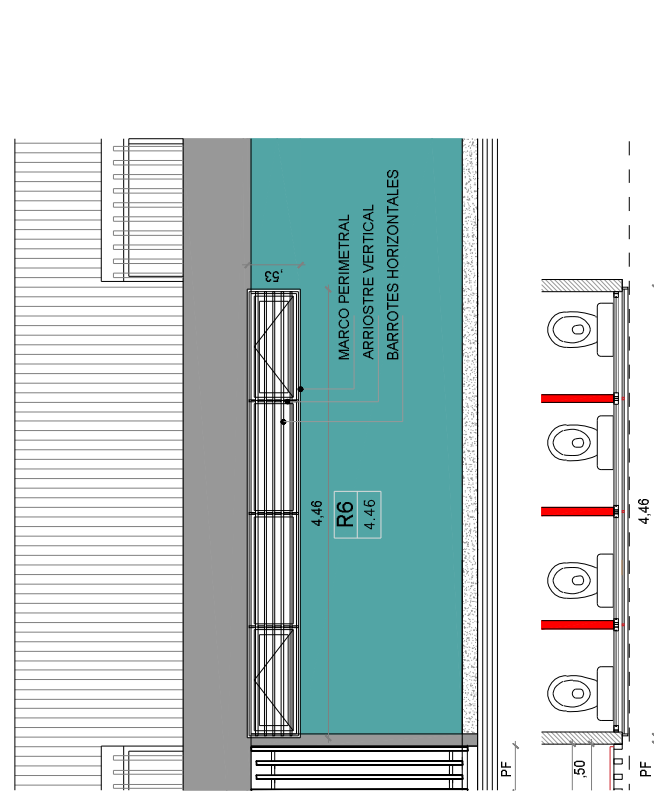 ,53
MARCO PERIMETRAL
ARRIOSTRE VERTICAL
BARROTES HORIZONTALES
4,46
R6
4.46
4,46
PF
,50
PF